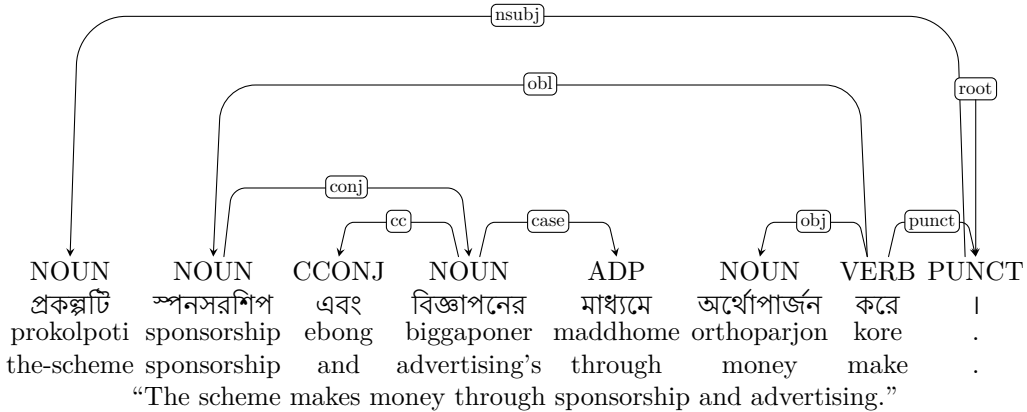 nsubj
obl
root
conj
cc case obj punct
NOUN NOUN CCONJ NOUN ADP NOUN VERB PUNCT
প্রকল্পটি স্পনসরশিপ এবং বিজ্ঞাপনের মাধ্যমে অর্থোপার্জন করে ।
prokolpoti sponsorship ebong biggaponer maddhome orthoparjon kore .
the-scheme sponsorship and advertising's through money make .
“The scheme makes money through sponsorship and advertising.”